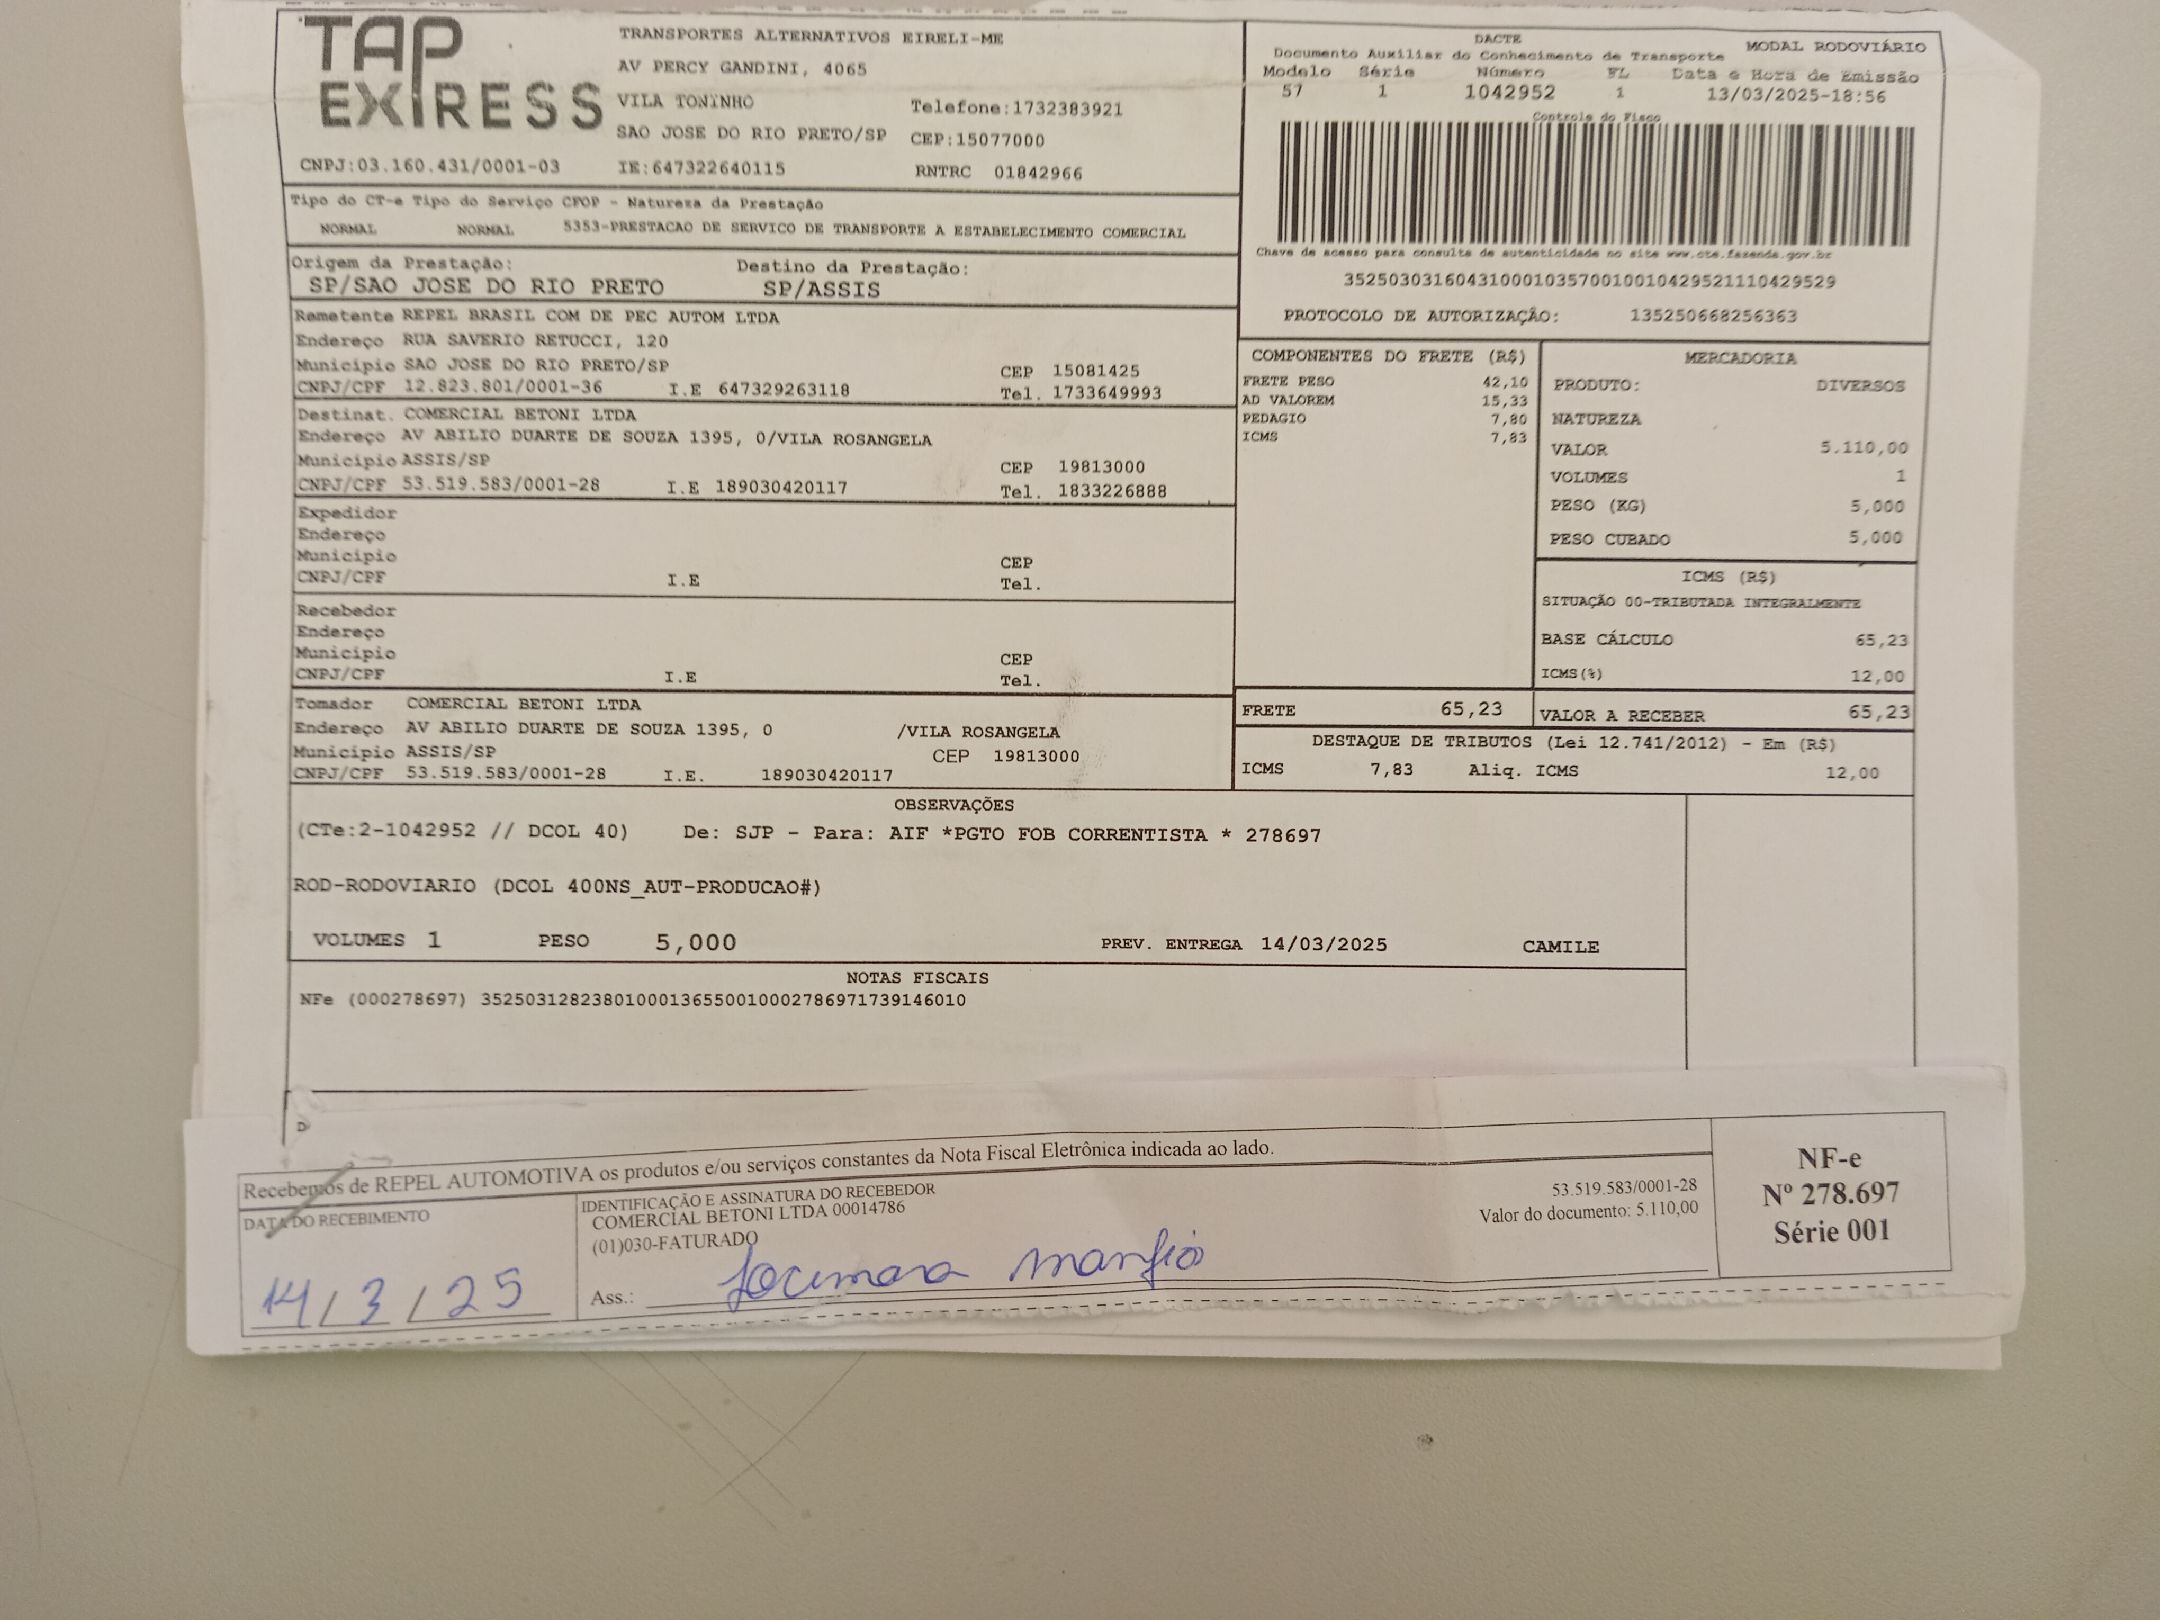 TAP
EXPRESS
TRANSPORTES ALTERNATIVOS EIRELI-ME
AV PERCY GANDINI, 4065
VILA TONINHO Telefone:1732383921
SAO JOSE DO RIO PRETO/SP CEP:15077000
CNPJ:03.160.431/0001-03 IE:647322640115 RNTRC 01842966
DACTE MODAL RODOVIÁRIO
Documento Auxiliar do Conhecimento de Transporte
Modelo Série Número FL Data e Hora de Emissão
57 1 1042952 1 13/03/2025-18:56
Controle do Fisco
Chave de acesso para consulta de autenticidade no site www.cte.fazenda.gov.br
35250303160431000103570010010429521110429529
PROTOCOLO DE AUTORIZAÇÃO: 135250668256363
Tipo do CT-e Tipo do Serviço CFOP - Natureza da Prestação
NORMAL NORMAL 5353-PRESTACAO DE SERVICO DE TRANSPORTE A ESTABELECIMENTO COMERCIAL
Origem da Prestação: Destino da Prestação:
SP/SAO JOSE DO RIO PRETO SP/ASSIS
Remetente REPEL BRASIL COM DE PEC AUTOM LTDA
Endereço RUA SAVERIO RETUCCI, 120
Município SAO JOSE DO RIO PRETO/SP CEP 15081425
CNPJ/CPF 12.823.801/0001-36 I.E 647329263118 Tel. 1733649993
Destinat. COMERCIAL BETONI LTDA
Endereço AV ABILIO DUARTE DE SOUZA 1395, 0/VILA ROSANGELA
Município ASSIS/SP CEP 19813000
CNPJ/CPF 53.519.583/0001-28 I.E 189030420117 Tel. 1833226888
Expedidor
Endereço
Município CEP
CNPJ/CPF I.E Tel.
Recebedor
Endereço
Município CEP
CNPJ/CPF I.E Tel.
Tomador COMERCIAL BETONI LTDA
Endereço AV ABILIO DUARTE DE SOUZA 1395, 0 /VILA ROSANGELA
Município ASSIS/SP CEP 19813000
CNPJ/CPF 53.519.583/0001-28 I.E. 189030420117
COMPONENTES DO FRETE (R$)
FRETE PESO 42,10
AD VALOREM 15,33
PEDAGIO 7,80
ICMS 7,83
MERCADORIA
PRODUTO: DIVERSOS
NATUREZA
VALOR 5.110,00
VOLUMES 1
PESO (KG) 5,000
PESO CUBADO 5,000
ICMS (R$)
SITUAÇÃO 00-TRIBUTADA INTEGRALMENTE
BASE CÁLCULO 65,23
ICMS(%) 12,00
FRETE 65,23 VALOR A RECEBER 65,23
DESTAQUE DE TRIBUTOS (Lei 12.741/2012) - Em (R$)
ICMS 7,83 Aliq. ICMS 12,00
OBSERVAÇÕES
(CTe:2-1042952 // DCOL 40) De: SJP - Para: AIF *PGTO FOB CORRENTISTA * 278697
ROD-RODOVIARIO (DCOL 400NS_AUT-PRODUCAO#)
VOLUMES 1 PESO 5,000 PREV. ENTREGA 14/03/2025 CAMILE
NOTAS FISCAIS
NFe (000278697) 35250312823801000136550010002786971739146010
D
Recebemos de REPEL AUTOMOTIVA os produtos e/ou serviços constantes da Nota Fiscal Eletrônica indicada ao lado.
DATA DO RECEBIMENTO
14/3/25
IDENTIFICAÇÃO E ASSINATURA DO RECEBEDOR
COMERCIAL BETONI LTDA 00014786 53.519.583/0001-28
(01)030-FATURADO Valor do documento: 5.110,00
Ass.: Jocimara Manfio
NF-e
Nº 278.697
Série 001